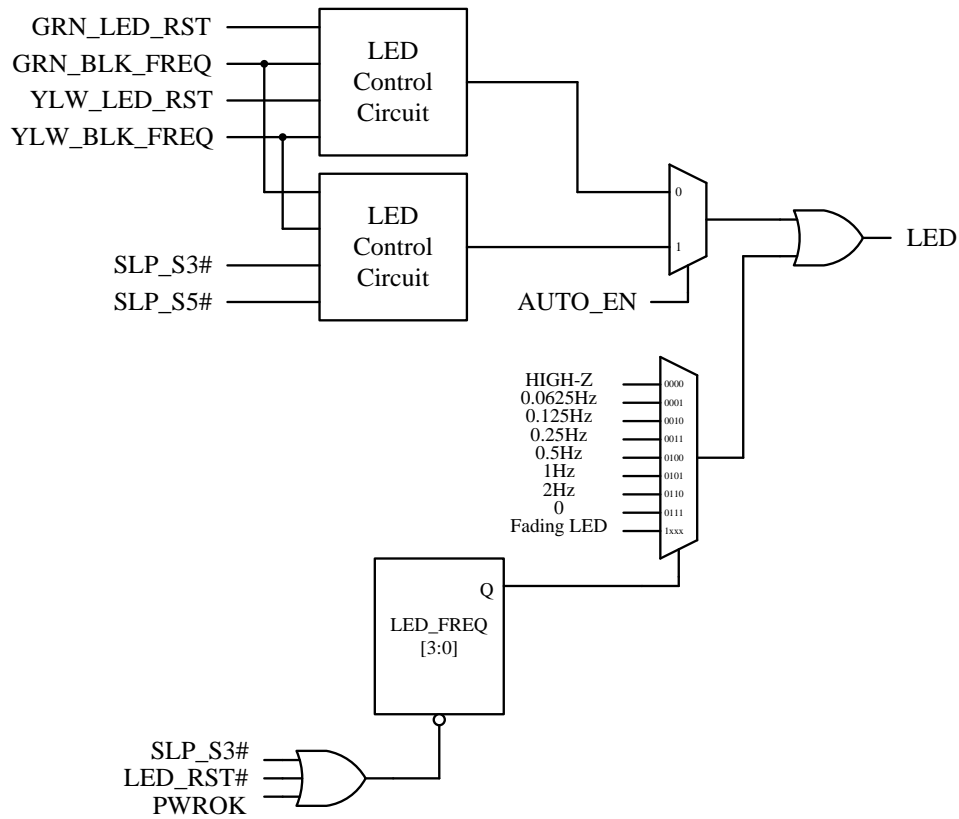 GRN_LED_RST
GRN_BLK_FREQ
YLW_LED_RST
YLW_BLK_FREQ
LED
Control
Circuit
LED
Control
Circuit
SLP_S3#
SLP_S5#
0
1
AUTO_EN
LED
HIGH-Z 0000
0.0625Hz 0001
0.125Hz 0010
0.25Hz 0011
0.5Hz 0100
1Hz 0101
2Hz 0110
0 0111
Fading LED 1xxx
Q
LED_FREQ
[3:0]
SLP_S3#
LED_RST#
PWROK